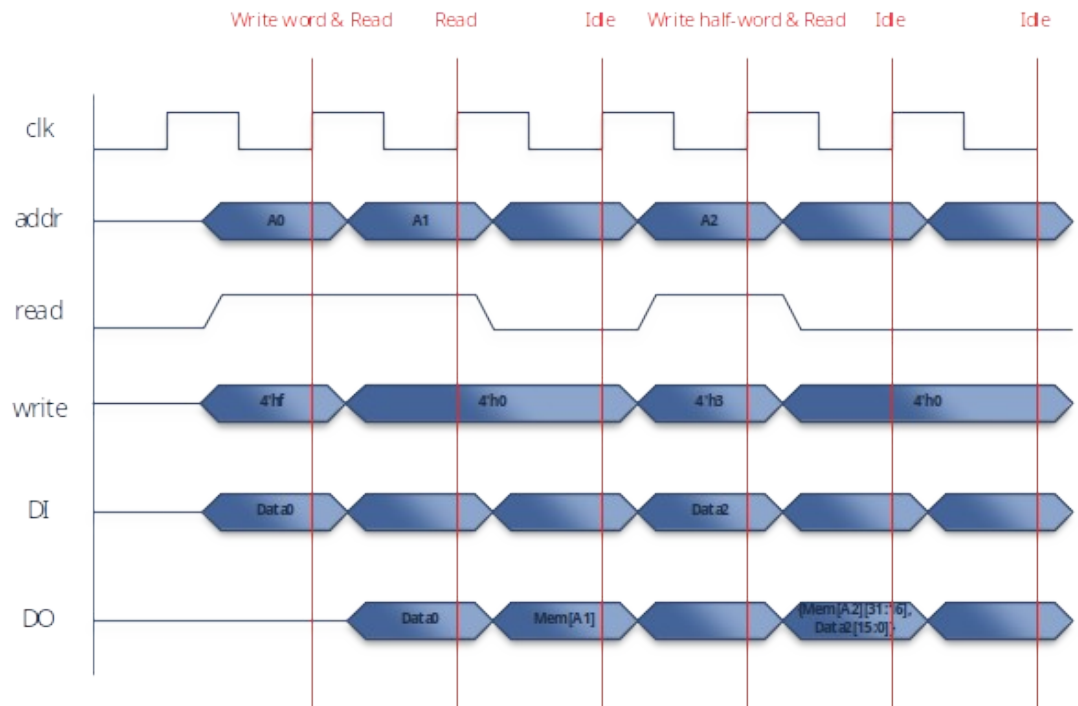 Write word & Read Read Idle Write half-word & Read Idle Idle
clk
addr A0 A1 A2
read
write 4'hf 4'h0 4'h3 4'h0
DI Data0 Data2
DO Data0 Mem[A1] {Mem[A2][31:16],
Data2[15:0]}